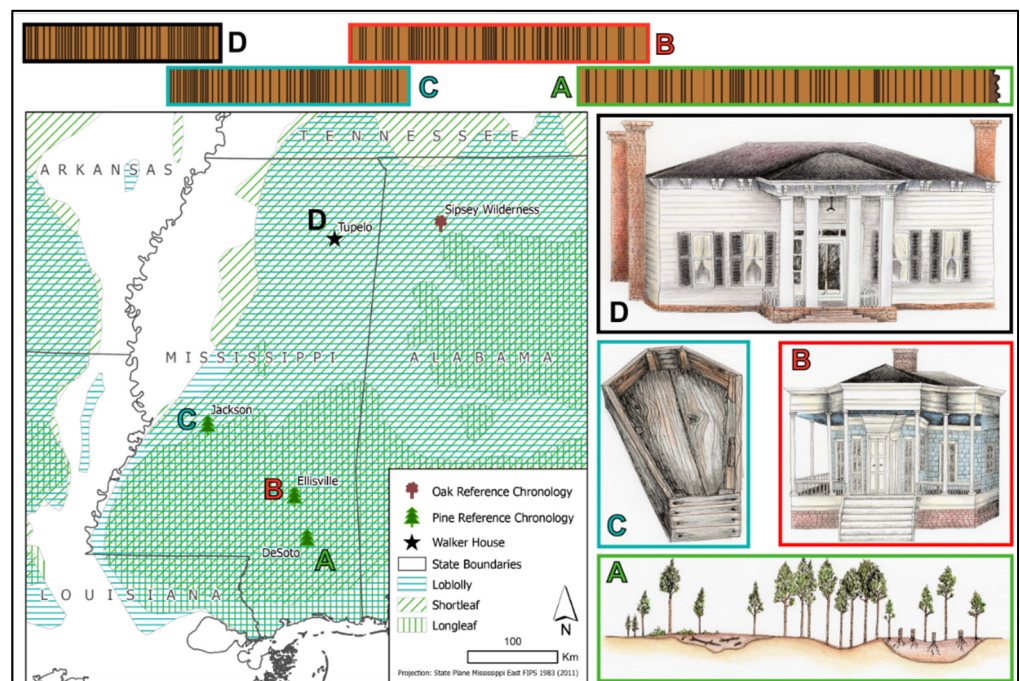 D
B
C
A
TENNESSEE
ARKANSAS
Sipsey Wilderness
D
Tupelo
MISSISSIPPI
ALABAMA
Jackson
C
Ellisville
B
DeSoto
A
LOUISIANA
Oak Reference Chronology
Pine Reference Chronology
Walker House
State Boundaries
Loblolly
Shortleaf
Longleaf
N
100
Km
Projection: State Plane Mississippi East FIPS 1983 (2011)
D
C
B
A